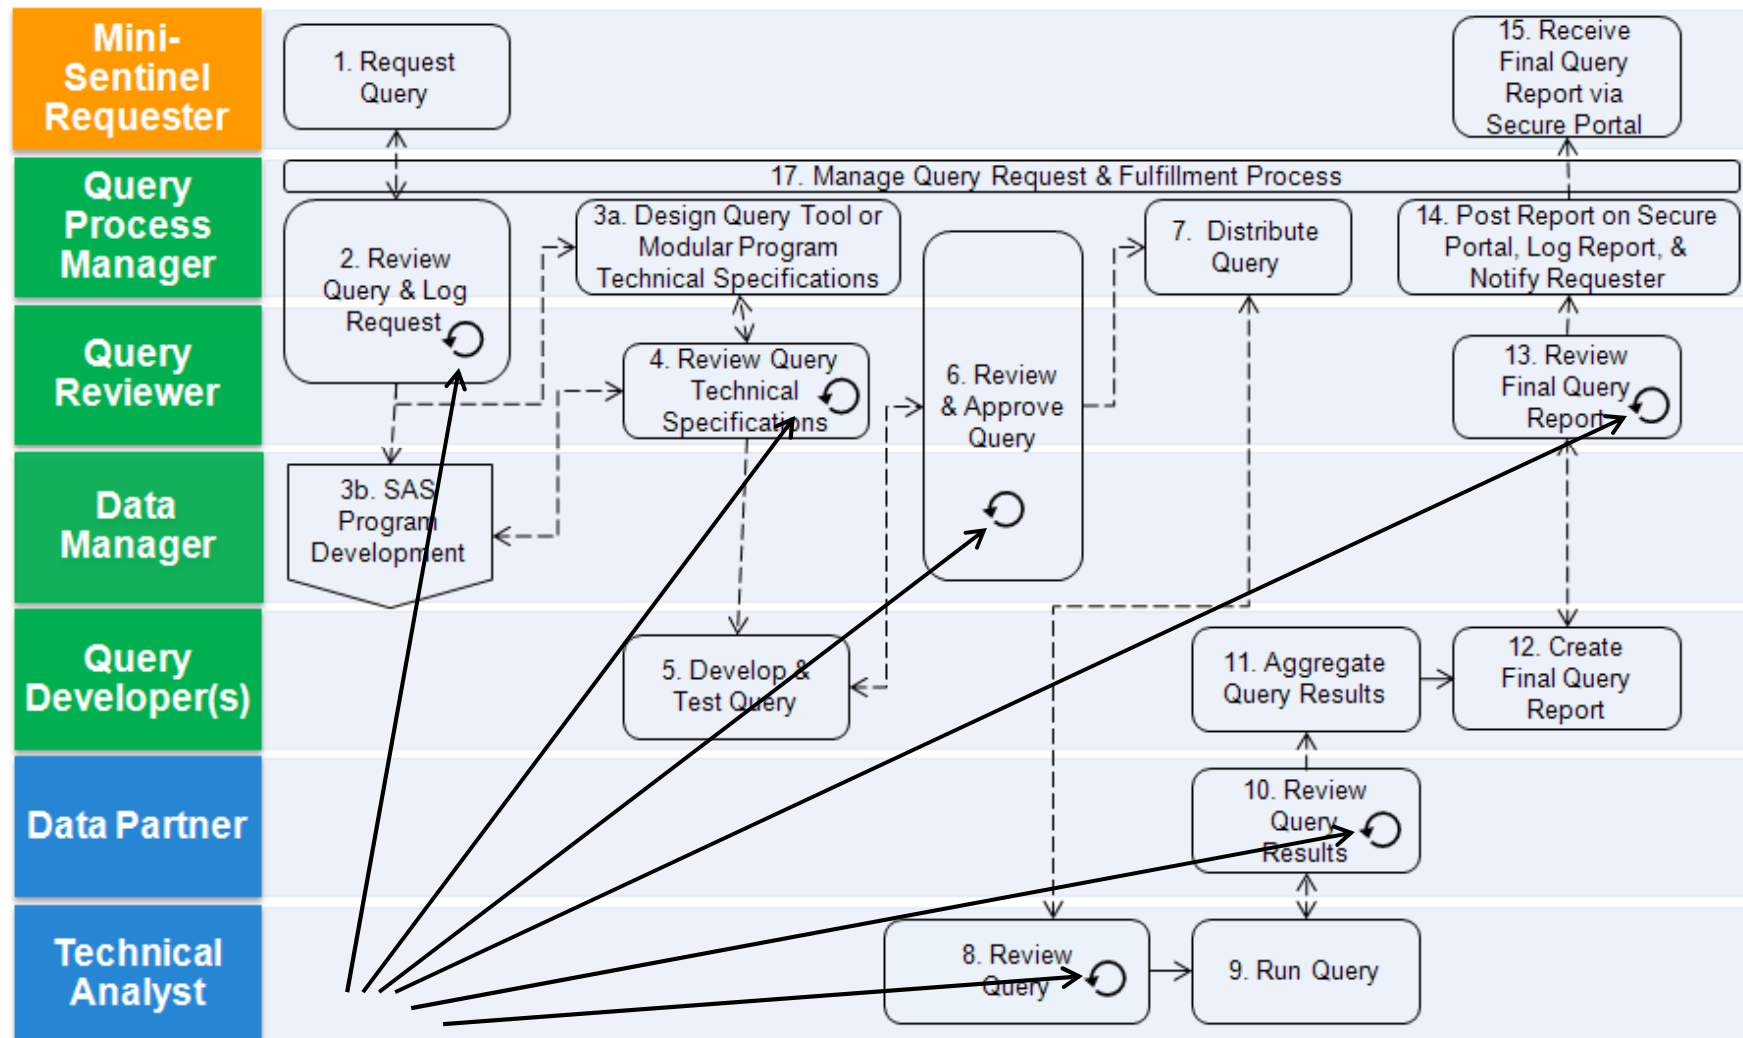 Mini-
Sentinel
Requester
1. Request
Query
15. Receive
Final Query
Report via
Secure Portal
Query
Process
Manager
17. Manage Query Request & Fulfillment Process
2. Review
Query & Log
Request
3a. Design Query Tool or
Modular Program
Technical Specifications
7. Distribute
Query
14. Post Report on Secure
Portal, Log Report, &
Notify Requester
Query
Reviewer
4. Review Query
Technical
Specifications
6. Review
& Approve
Query
13. Review
Final Query
Report
Data
Manager
3b. SAS
Program
Development
Query
Developer(s)
5. Develop &
Test Query
11. Aggregate
Query Results
12. Create
Final Query
Report
Data Partner
10. Review
Query
Results
Technical
Analyst
8. Review
Query
9. Run Query